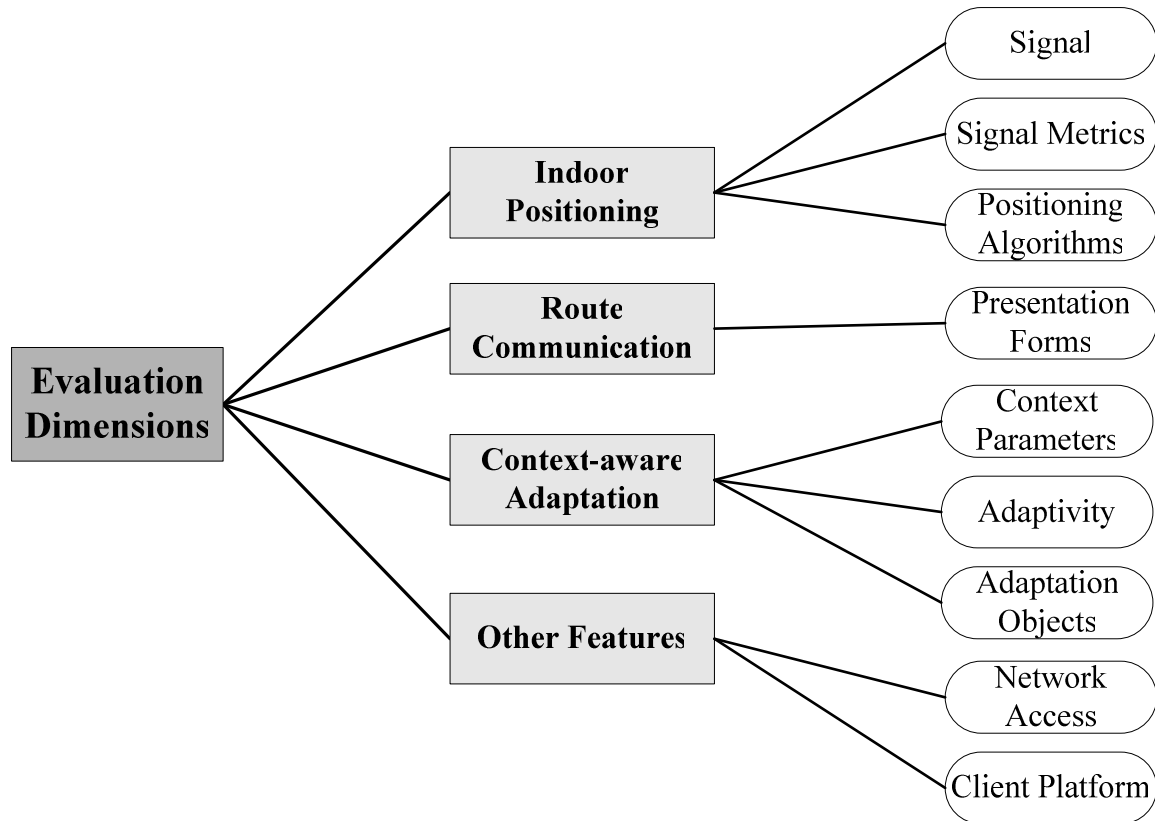 Evaluation
Dimensions
Indoor
Positioning
Route
Communication
Context-aware
Adaptation
Other Features
Signal
Signal Metrics
Positioning
Algorithms
Presentation
Forms
Context
Parameters
Adaptivity
Adaptation
Objects
Network
Access
Client Platform